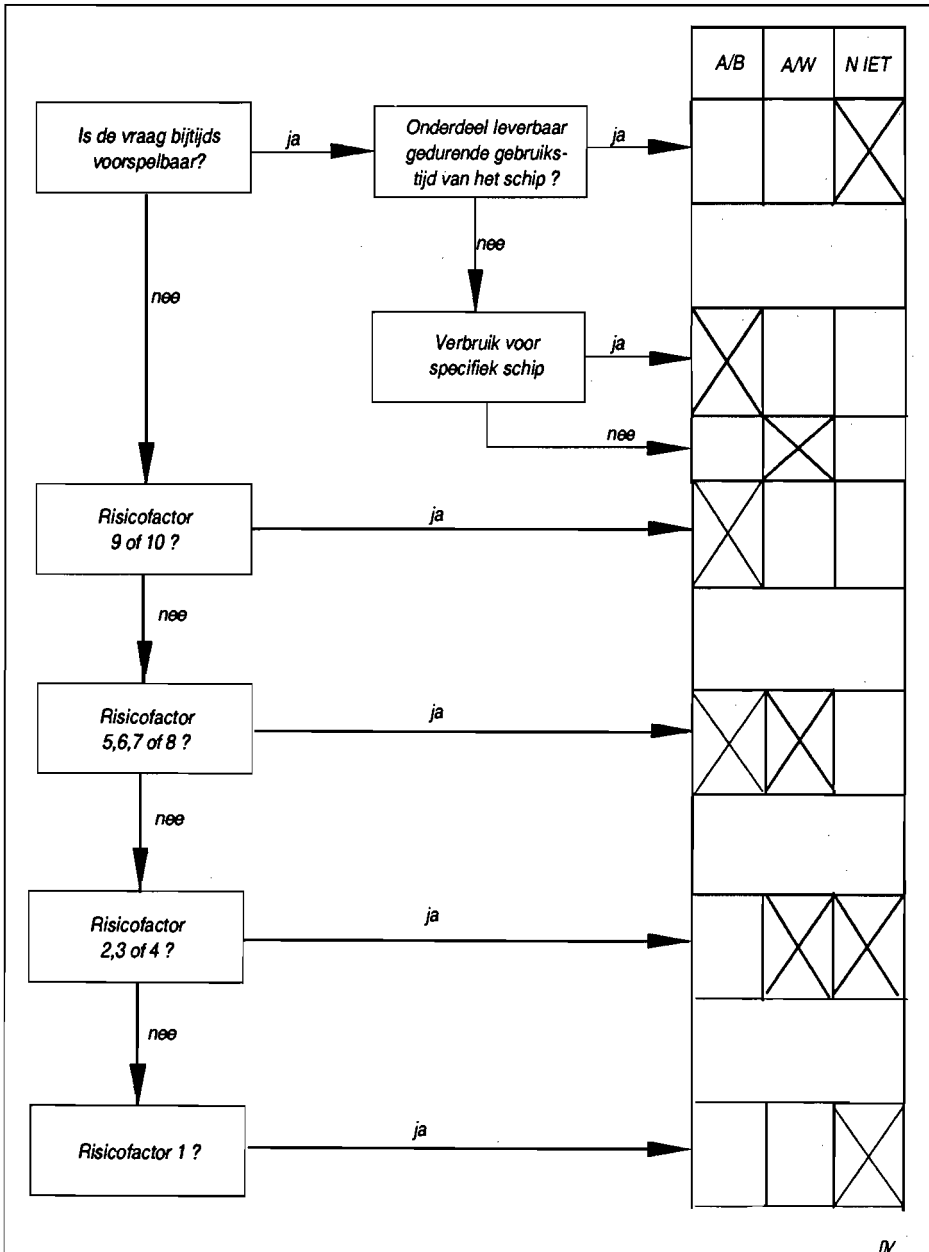 A/B A/W N IET
Is de vraag bijtijds
voorspelbaar?
ja
Onderdeel leverbaar
gedurende gebruiks-
tijd van het schip ?
ja
nee
nee
Verbruik voor
specifiek schip
ja
nee
Risicofactor
9 of 10 ?
ja
nee
Risicofactor
5,6,7 of 8 ?
ja
nee
Risicofactor
2,3 of 4 ?
ja
nee
Risicofactor 1 ?
ja